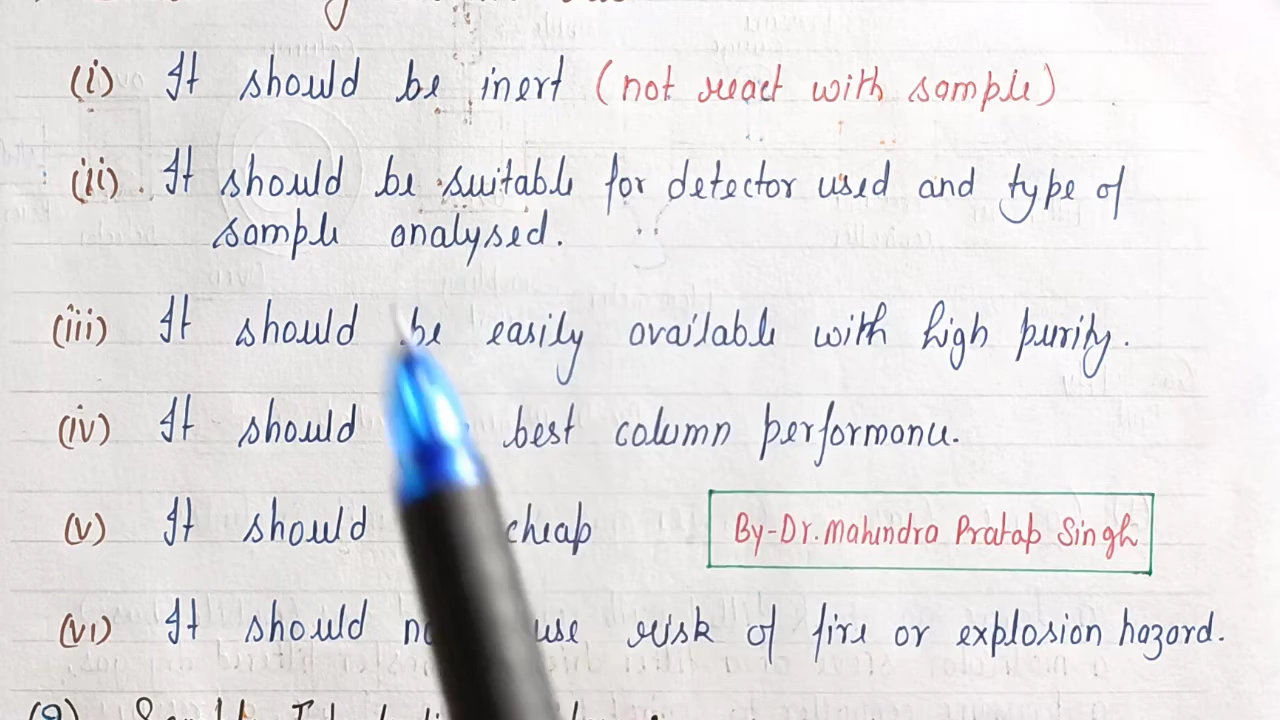 (i) It should be inert (not react with sample)
(ii) It should be suitable for detector used and type of
sample analysed.
(iii) It should be easily available with high purity.
(iv) It should best column performance.
(v) It should cheap
By-Dr. Mahindra Pratap Singh
(vi) It should risk of fire or explosion hazard.